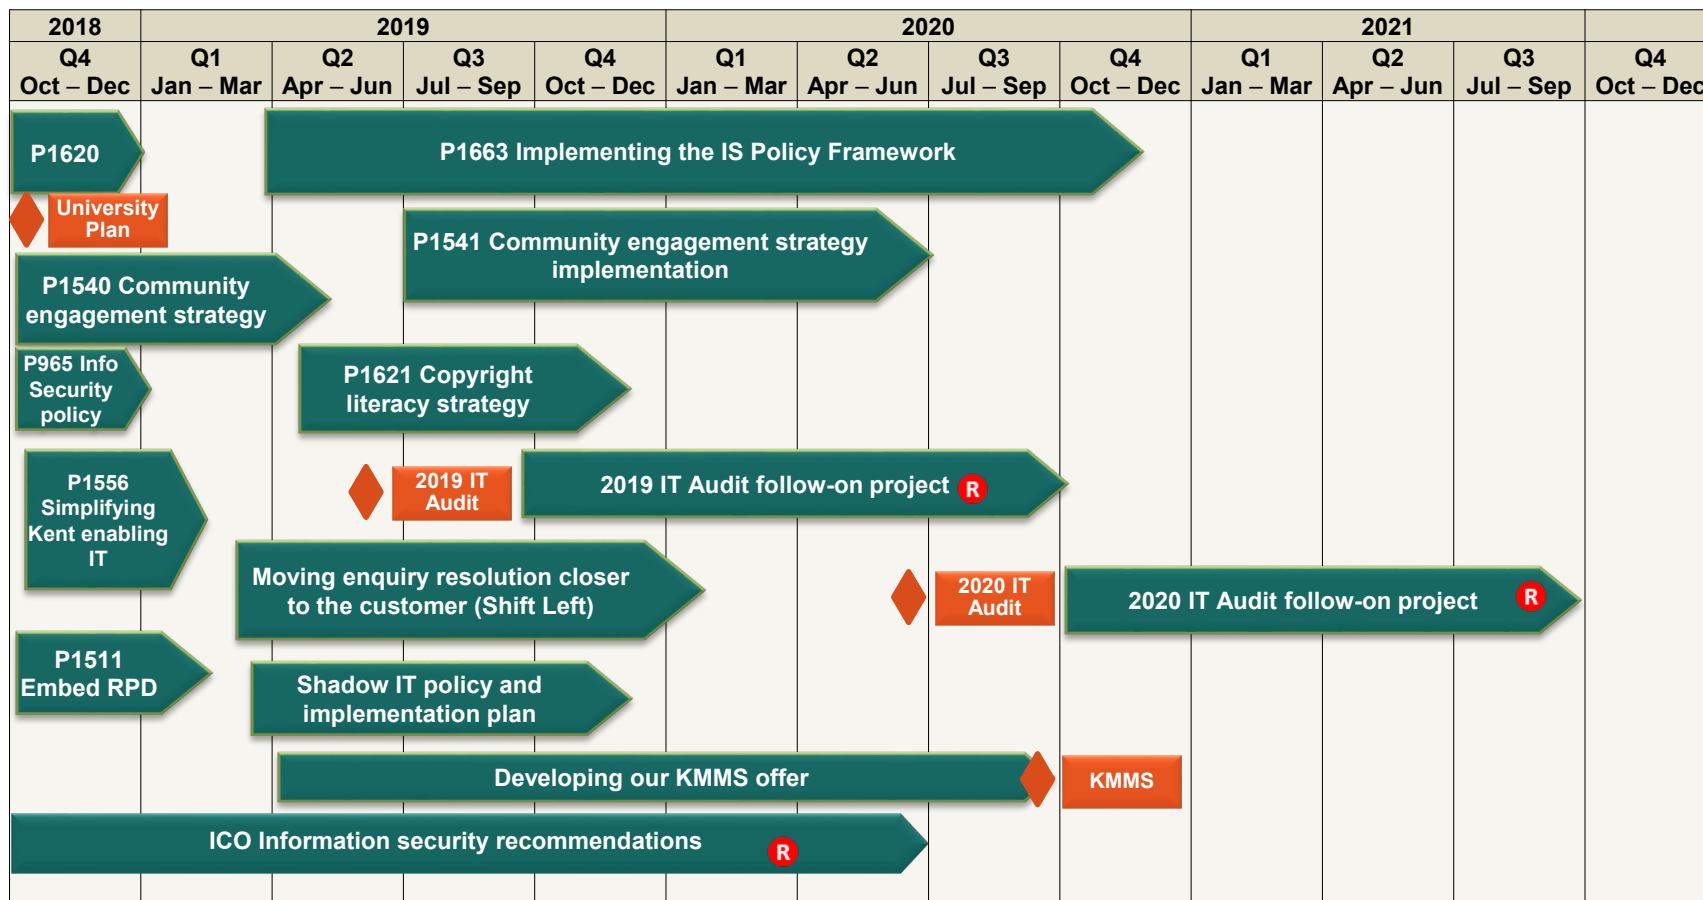 2018
2019
2020
2021
Q4
Q1
Q2
Q3
Q4
Q1
Q2
Q3
Q4
Q1
Q2
Q3
Q4
Oct – Dec
Jan – Mar
Apr – Jun
Jul – Sep
Oct – Dec
Jan – Mar
Apr – Jun
Jul – Sep
Oct – Dec
Jan – Mar
Apr – Jun
Jul – Sep
Oct – Dec
P1620
P1663 Implementing the IS Policy Framework
University
Plan
P1541 Community engagement strategy
implementation
P1540 Community
engagement strategy
P965 Info
Security
policy
P1621 Copyright
literacy strategy
P1556
Simplifying
Kent enabling
IT
2019 IT
Audit
2019 IT Audit follow-on project
R
Moving enquiry resolution closer
to the customer (Shift Left)
2020 IT
Audit
2020 IT Audit follow-on project
R
P1511
Embed RPD
Shadow IT policy and
implementation plan
Developing our KMMS offer
KMMS
ICO Information security recommendations
R